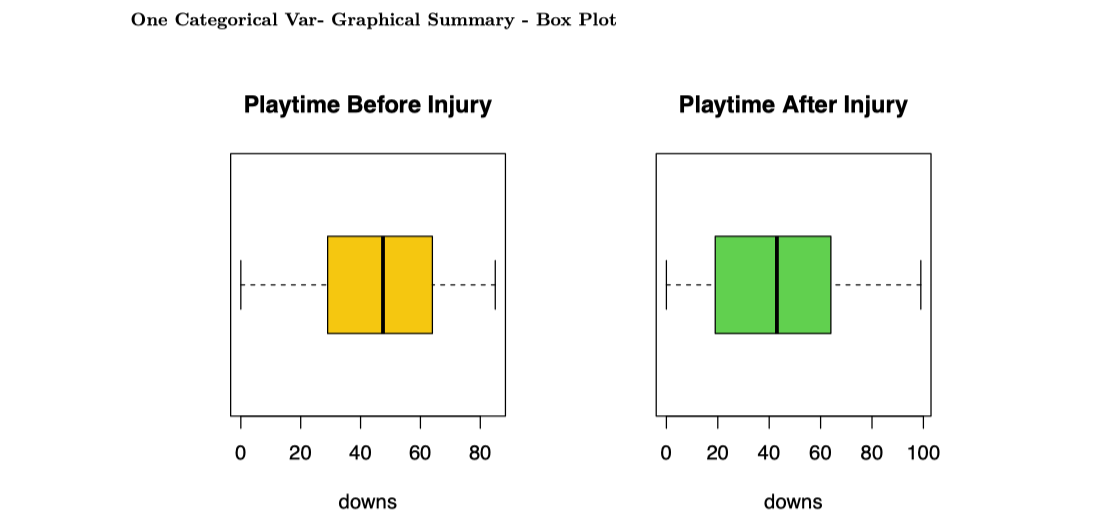 One Categorical Var- Graphical Summary - Box Plot
Playtime Before Injury
Playtime After Injury
0 20 40 60 80
0 20 40 60 80 100
downs
downs